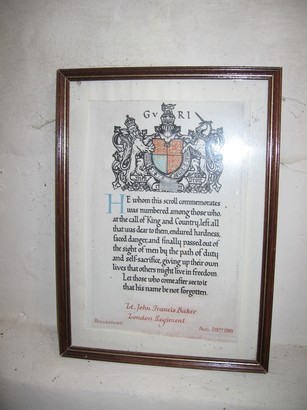 GVRI
HE whom this scroll commemorates
was numbered among those who,
at the call of King and Country, left all
that was dear to them, endured hardness,
faced danger, and finally passed out of
the sight of men by the path of duty
and self-sacrifice, giving up their own
lives that others might live in freedom.
Let those who come after see to it
that his name be not forgotten.
Lt. John Francis Baker
London Regiment